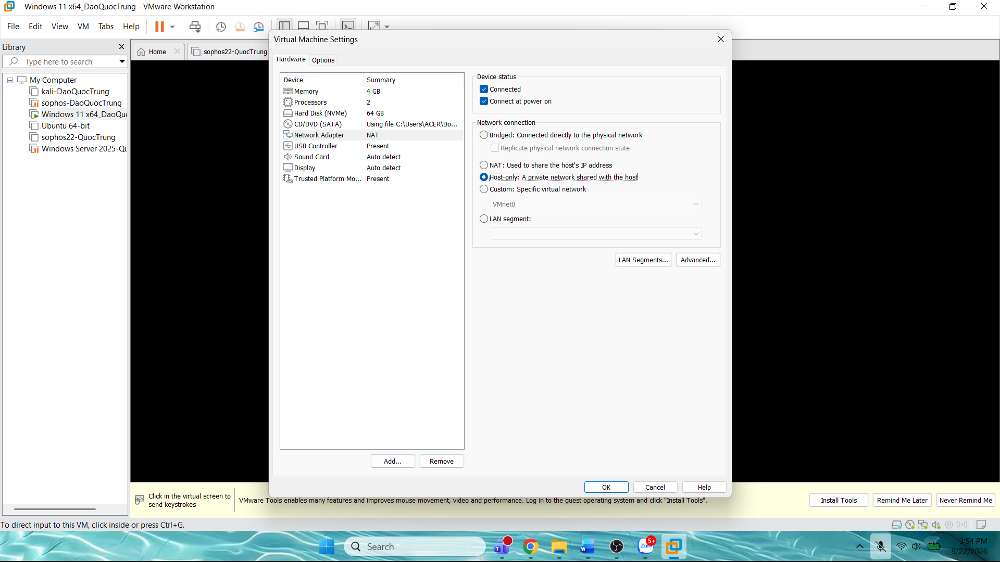 Windows 11 x64_DaoQuocTrung - VMware Workstation
File Edit View VM Tabs Help
Library
Type here to search
My Computer
kali-DaoQuocTrung
sophos-DaoQuocTrung
Windows 11 x64_DaoQuo
Ubuntu 64-bit
sophos22-QuocTrung
Windows Server 2025-Qu
Home
sophos22-QuocTrung
Virtual Machine Settings
Hardware Options
Device Summary
Memory 4 GB
Processors 2
Hard Disk (NVMe) 64 GB
CD/DVD (SATA) Using file C:\Users\ACER\Do...
Network Adapter NAT
USB Controller Present
Sound Card Auto detect
Display Auto detect
Trusted Platform Mo... Present
Add... Remove
Device status
Connected
Connect at power on
Network connection
Bridged: Connected directly to the physical network
Replicate physical network connection state
NAT: Used to share the host's IP address
Host-only: A private network shared with the host
Custom: Specific virtual network
VMnet0
LAN segment:
LAN Segments... Advanced...
OK Cancel Help
Click in the virtual screen to
send keystrokes
VMware Tools enables many features and improves mouse movement, video and performance. Log in to the guest operating system and click "Install Tools".
Install Tools Remind Me Later Never Remind Me
To direct input to this VM, click inside or press Ctrl+G.
Search
Zalo
5+
3:54 PM
9/22/2026